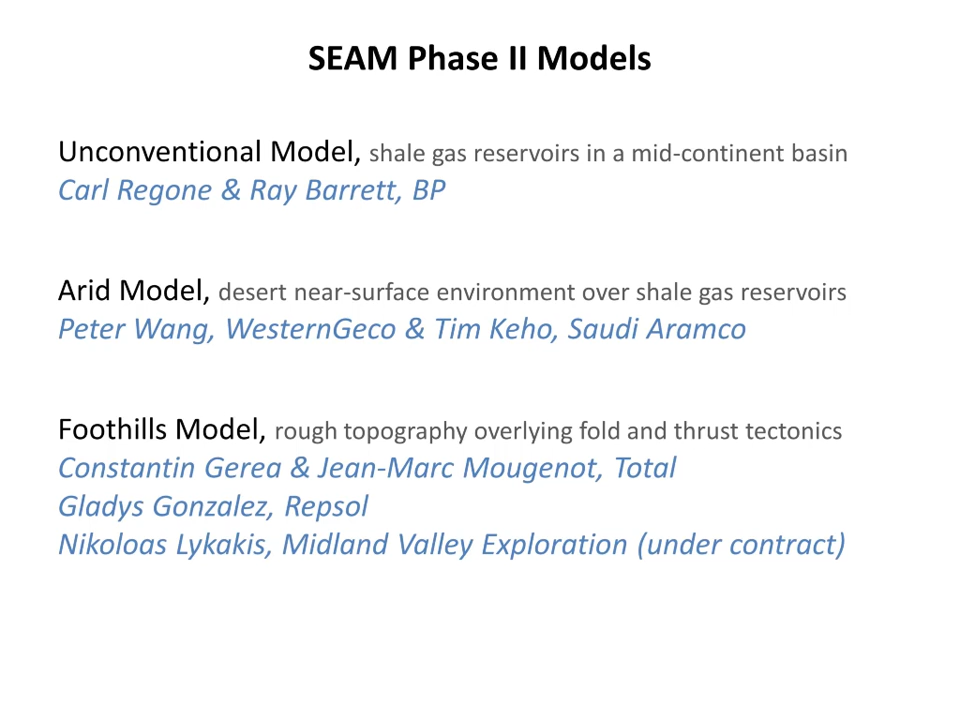 SEAM Phase II Models
Unconventional Model, shale gas reservoirs in a mid-continent basin
Carl Regone & Ray Barrett, BP
Arid Model, desert near-surface environment over shale gas reservoirs
Peter Wang, WesternGeco & Tim Keho, Saudi Aramco
Foothills Model, rough topography overlying fold and thrust tectonics
Constantin Gerea & Jean-Marc Mougenot, Total
Gladys Gonzalez, Repsol
Nikoloas Lykakis, Midland Valley Exploration (under contract)